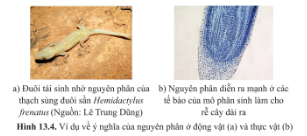 a) Đuôi tái sinh nhờ nguyên phân của
thạch sùng đuôi sần Hemidactylus
frenatus (Nguồn: Lê Trung Dũng)
b) Nguyên phân diễn ra mạnh ở các
tế bào của mô phân sinh làm cho
rễ cây dài ra
Hình 13.4. Ví dụ về ý nghĩa của nguyên phân ở động vật (a) và thực vật (b)